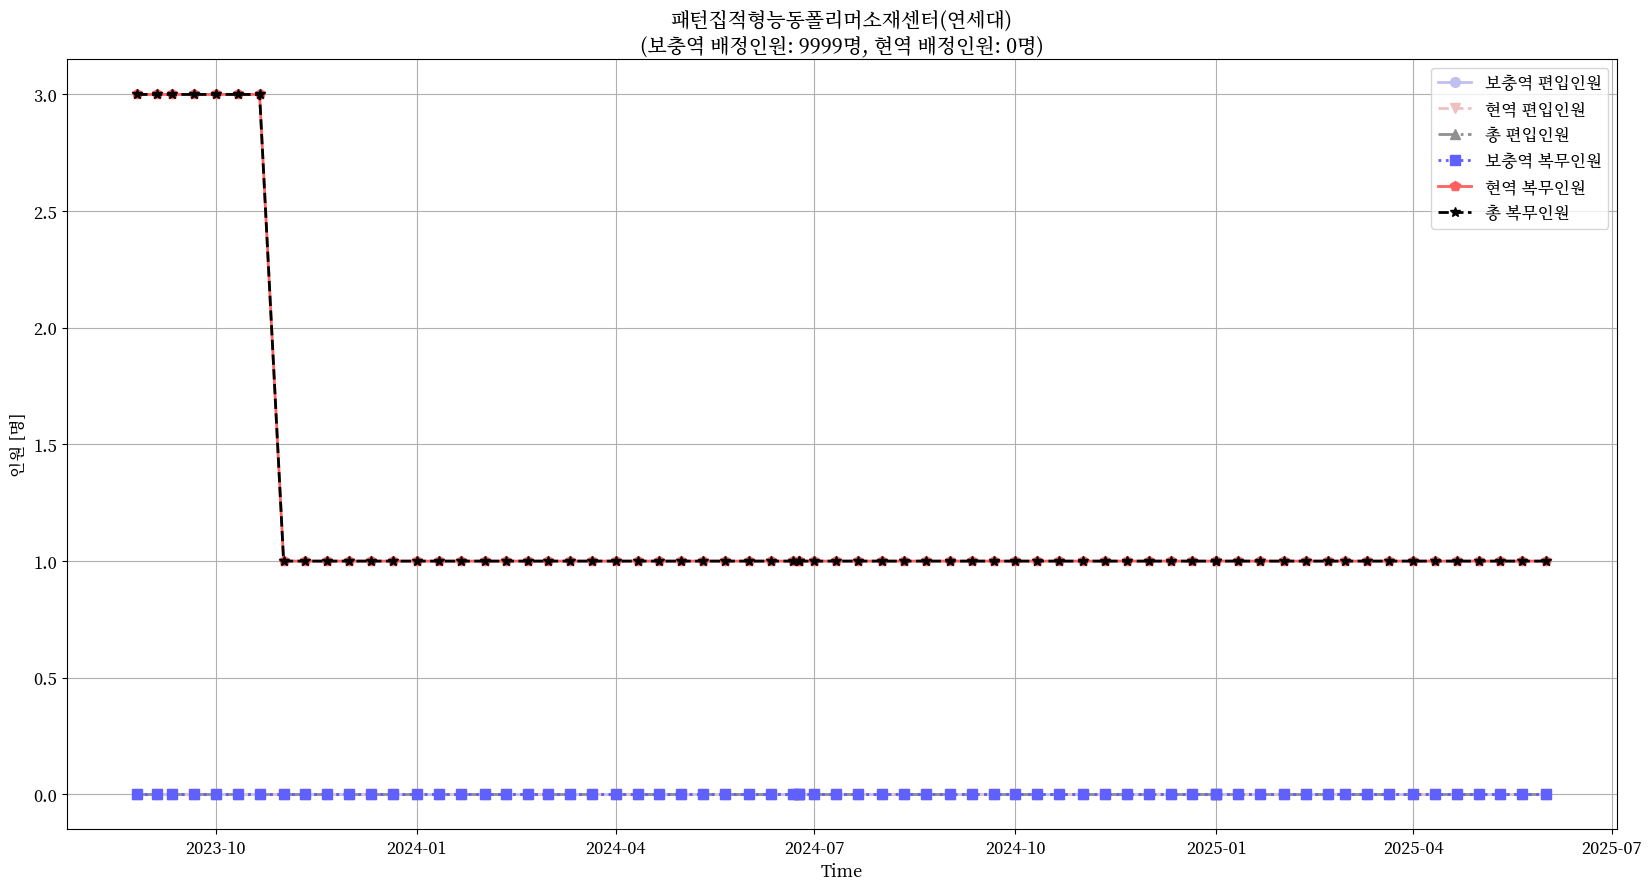 패턴집적형능동폴리머소재센터(연세대)
(보충역 배정인원: 9999명, 현역 배정인원: 0명)
보충역 편입인원
현역 편입인원
총 편입인원
보충역 복무인원
현역 복무인원
총 복무인원
인원 [명]
3.0
2.5
2.0
1.5
1.0
0.5
0.0
2023-10
2024-01
2024-04
2024-07
2024-10
2025-01
2025-04
2025-07
Time